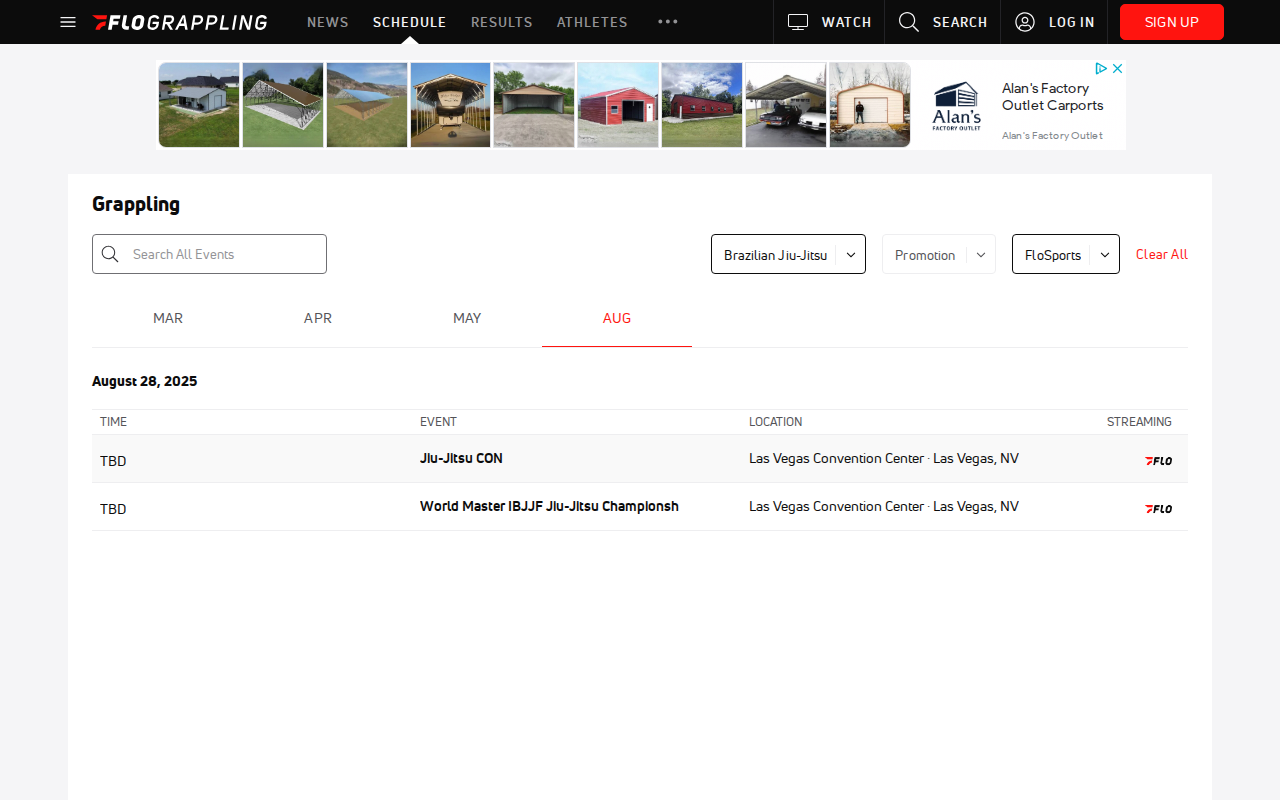 FLOGRAPPLING
NEWS
SCHEDULE
RESULTS
ATHLETES
WATCH
SEARCH
LOG IN
SIGN UP
Alan's
FACTORY OUTLET
Alan's Factory
Outlet Carports
Alan's Factory Outlet
Grappling
Search All Events
Brazilian Jiu-Jitsu
Promotion
FloSports
Clear All
MAR
APR
MAY
AUG
August 28, 2025
TIME
EVENT
LOCATION
STREAMING
TBD
Jiu-Jitsu CON
Las Vegas Convention Center · Las Vegas, NV
FLO
TBD
World Master IBJJF Jiu-Jitsu Championsh
Las Vegas Convention Center · Las Vegas, NV
FLO